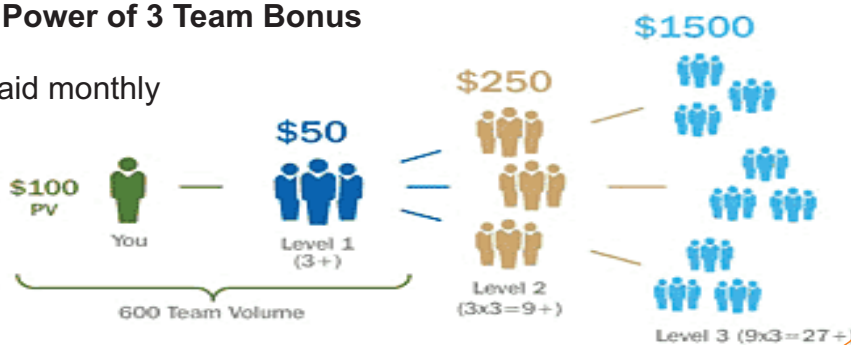 Power of 3 Team Bonus
aid monthly
$100
PV
You
$50
Level 1
(3+)
600 Team Volume
$250
Level 2
(3x3=9+)
$1500
Level 3 (9x3=27+